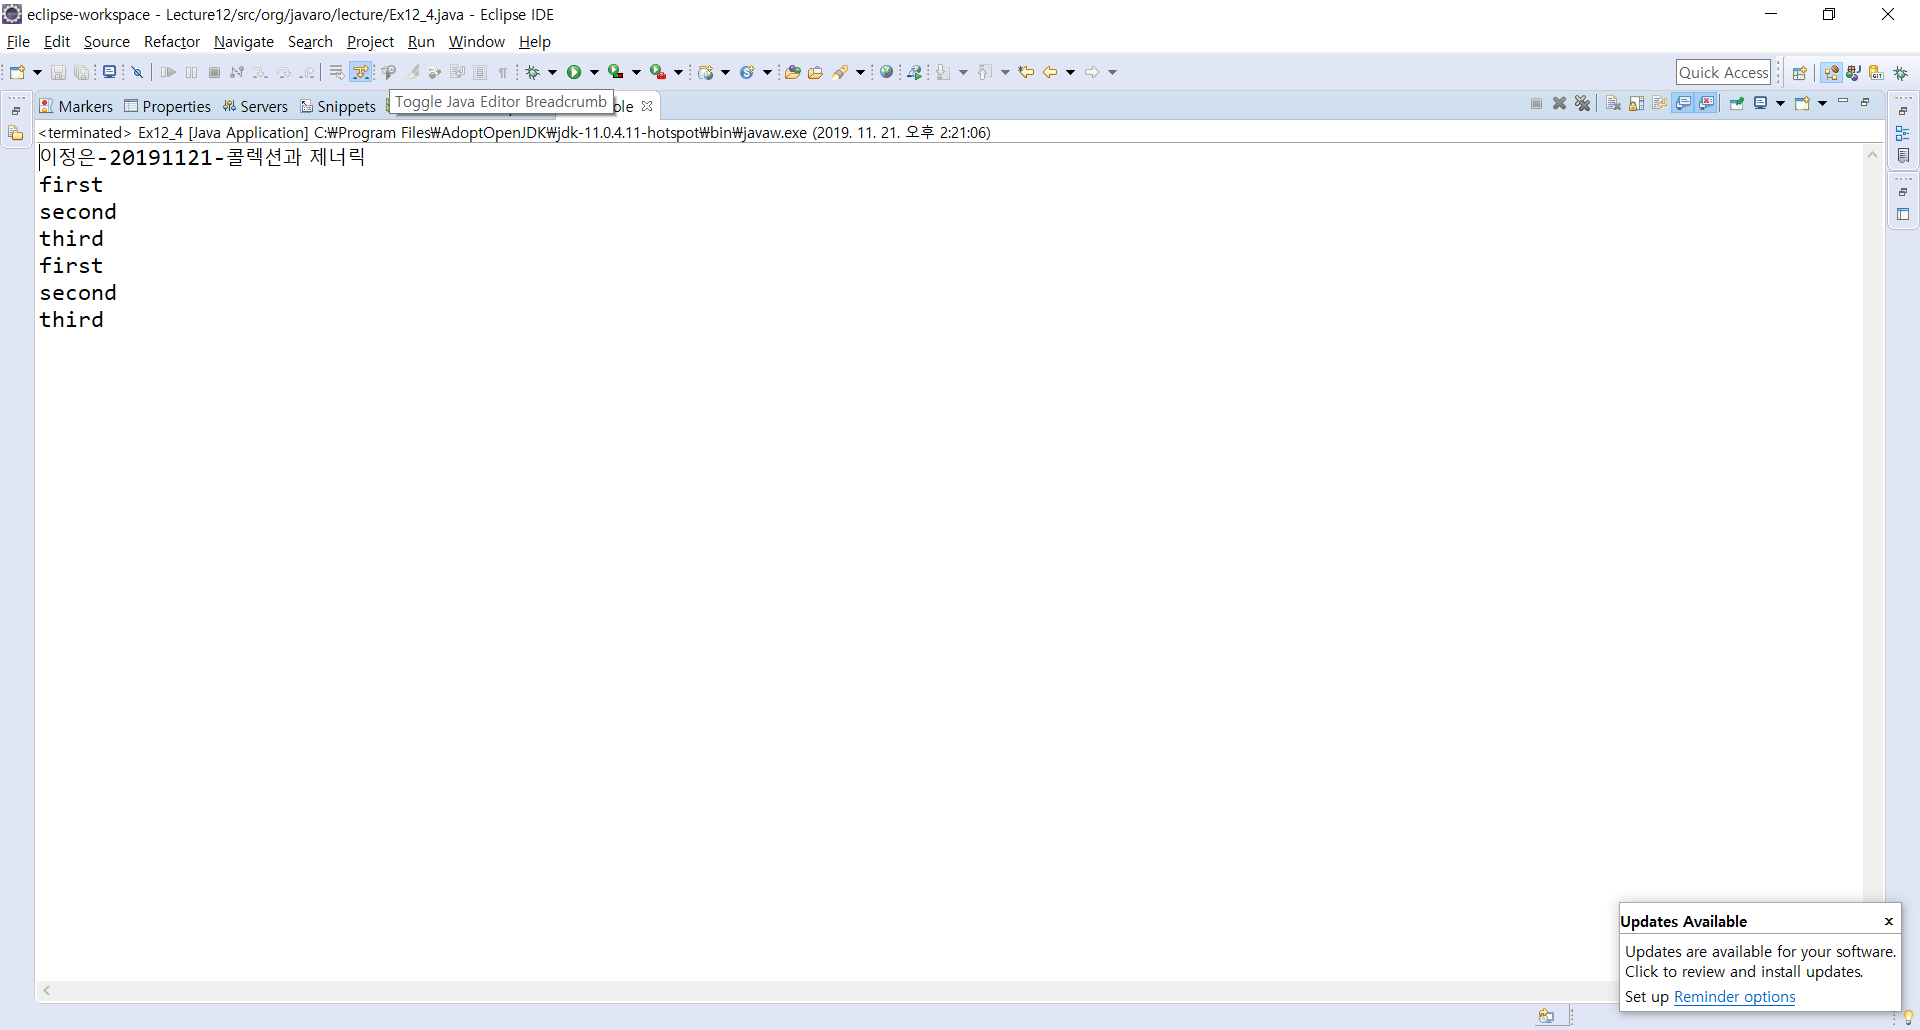 eclipse-workspace - Lecture12/src/org/javaro/lecture/Ex12_4.java - Eclipse IDE
File Edit Source Refactor Navigate Search Project Run Window Help
Quick Access
Markers Properties Servers Snippets
Toggle Java Editor Breadcrumb
<terminated> Ex12_4 [Java Application] C:₩Program Files₩AdoptOpenJDK₩jdk-11.0.4.11-hotspot₩bin₩javaw.exe (2019. 11. 21. 오후 2:21:06)
이정은-20191121-콜렉션과 제너릭
first
second
third
first
second
third
Updates Available
Updates are available for your software.
Click to review and install updates.
Set up Reminder options